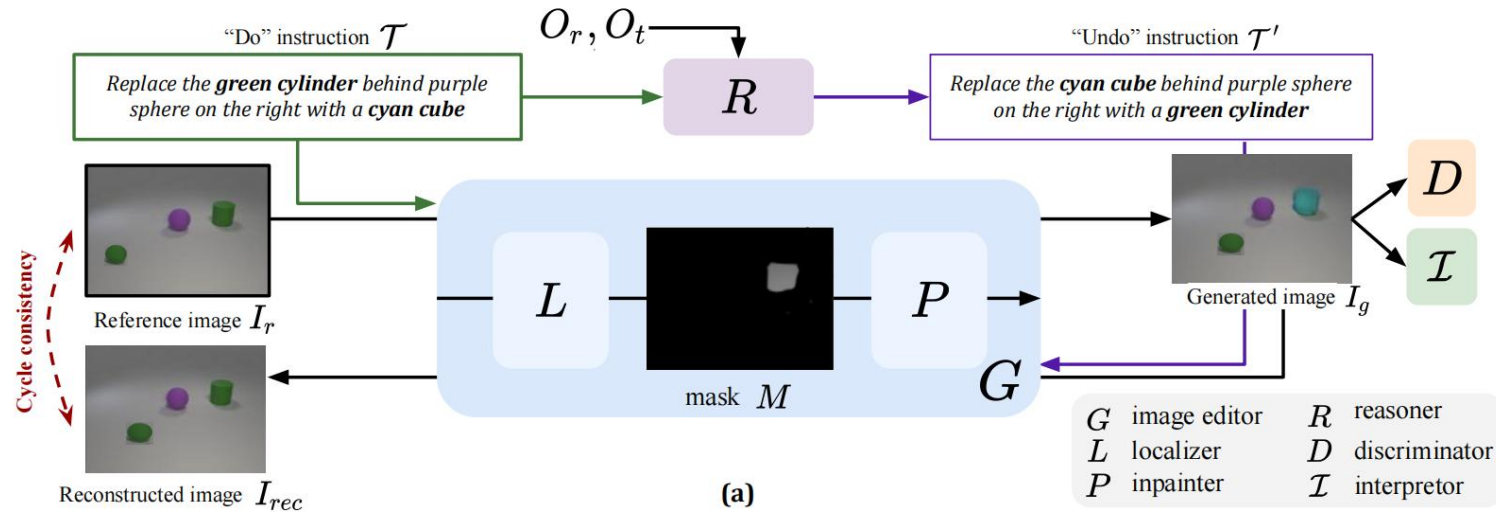 “Do” instruction 𝒯
O_r, O_t
“Undo” instruction 𝒯′
Replace the green cylinder behind purple
sphere on the right with a cyan cube
R
Replace the cyan cube behind purple sphere
on the right with a green cylinder
Cycle consistency
Reference image I_r
L
mask M
P
G
Generated image I_g
D
ℐ
Reconstructed image I_rec
(a)
G image editor
L localizer
P inpainter
R reasoner
D discriminator
ℐ interpretor